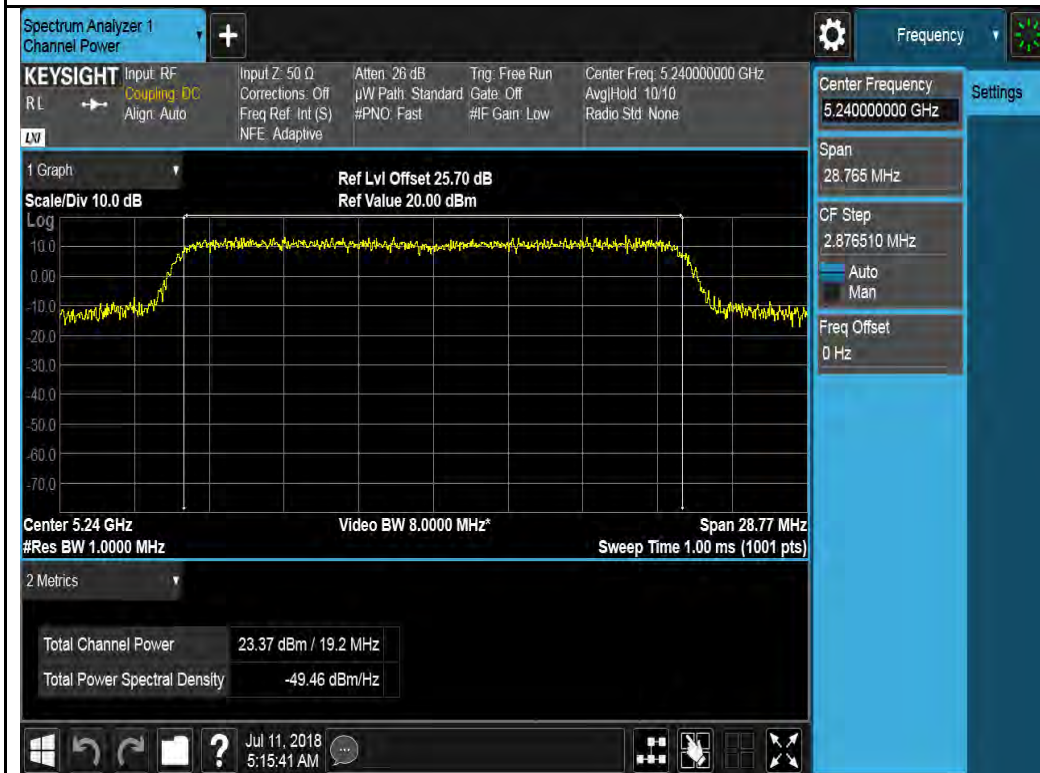 Spectrum Analyzer 1
Channel Power
+
Frequency
KEYSIGHT
R L
LXI
Input: RF
Coupling: DC
Align: Auto
Input Z: 50 Ω
Corrections: Off
Freq Ref: Int (S)
NFE: Adaptive
Atten: 26 dB
µW Path: Standard
#PNO: Fast
Trig: Free Run
Gate: Off
#IF Gain: Low
Center Freq: 5.240000000 GHz
Avg|Hold: 10/10
Radio Std: None
Center Frequency
5.240000000 GHz
Settings
Span
28.765 MHz
CF Step
2.876510 MHz
Auto
Man
Freq Offset
0 Hz
1 Graph
Scale/Div 10.0 dB
Ref Lvl Offset 25.70 dB
Ref Value 20.00 dBm
Log
10.0
0.00
-10.0
-20.0
-30.0
-40.0
-50.0
-60.0
-70.0
Center 5.24 GHz
#Res BW 1.0000 MHz
Video BW 8.0000 MHz*
Span 28.77 MHz
Sweep Time 1.00 ms (1001 pts)
2 Metrics
Total Channel Power 23.37 dBm / 19.2 MHz
Total Power Spectral Density -49.46 dBm/Hz
?
Jul 11, 2018
5:15:41 AM